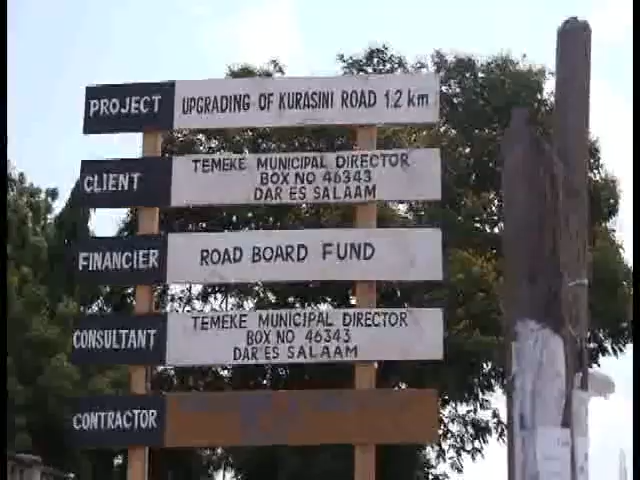 PROJECT UPGRADING OF KURASINI ROAD 1.2 km
CLIENT
TEMEKE MUNICIPAL DIRECTOR
BOX NO 46343
DAR ES SALAAM
FINANCIER ROAD BOARD FUND
CONSULTANT
TEMEKE MUNICIPAL DIRECTOR
BOX NO 46343
DAR ES SALAAM
CONTRACTOR